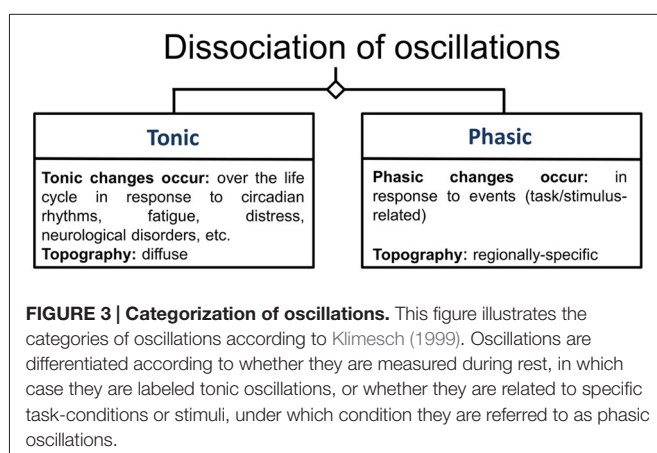 Dissociation of oscillations
Tonic
Tonic changes occur: over the life
cycle in response to circadian
rhythms, fatigue, distress,
neurological disorders, etc.
Topography: diffuse
Phasic
Phasic changes occur: in
response to events (task/stimulus-
related)
Topography: regionally-specific
FIGURE 3 | Categorization of oscillations. This figure illustrates the
categories of oscillations according to Klimesch (1999). Oscillations are
differentiated according to whether they are measured during rest, in which
case they are labeled tonic oscillations, or whether they are related to specific
task-conditions or stimuli, under which condition they are referred to as phasic
oscillations.